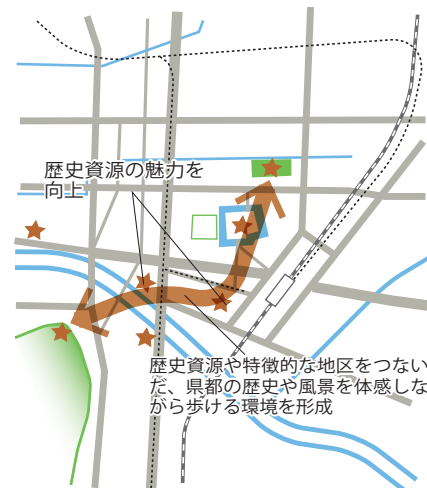 歴史資源の魅力を
向上
歴史資源や特徴的な地区をつない
だ、県都の歴史や風景を体感しな
がら歩ける環境を形成